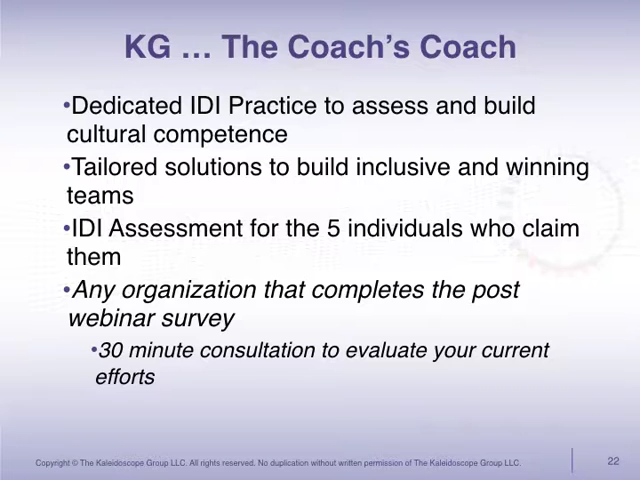 KG … The Coach's Coach
•Dedicated IDI Practice to assess and build
cultural competence
•Tailored solutions to build inclusive and winning
teams
•IDI Assessment for the 5 individuals who claim
them
•Any organization that completes the post
webinar survey
•30 minute consultation to evaluate your current
efforts
Copyright © The Kaleidoscope Group LLC. All rights reserved. No duplication without written permission of The Kaleidoscope Group LLC.
22